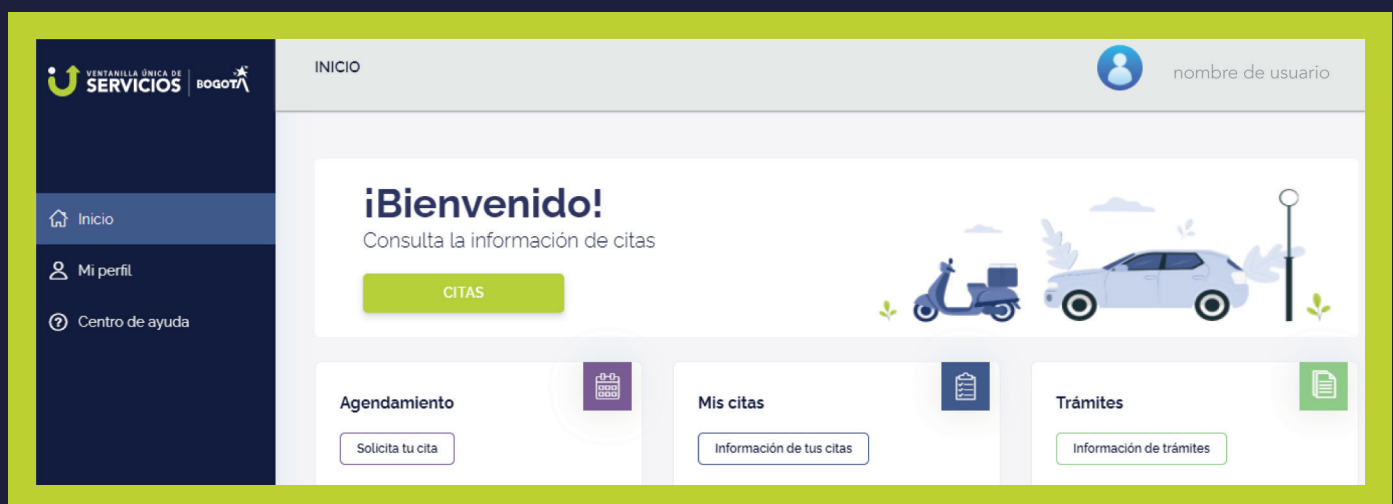 VENTANILLA ÚNICA DE
SERVICIOS
BOGOTÁ
INICIO
nombre de usuario
Inicio
Mi perfil
Centro de ayuda
¡Bienvenido!
Consulta la información de citas
CITAS
Agendamiento
Solicita tu cita
Mis citas
Información de tus citas
Trámites
Información de trámites